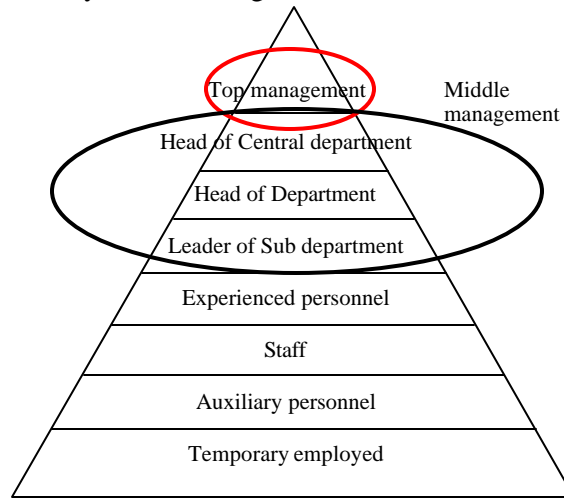 Top management
Middle
management
Head of Central department
Head of Department
Leader of Sub department
Experienced personnel
Staff
Auxiliary personnel
Temporary employed